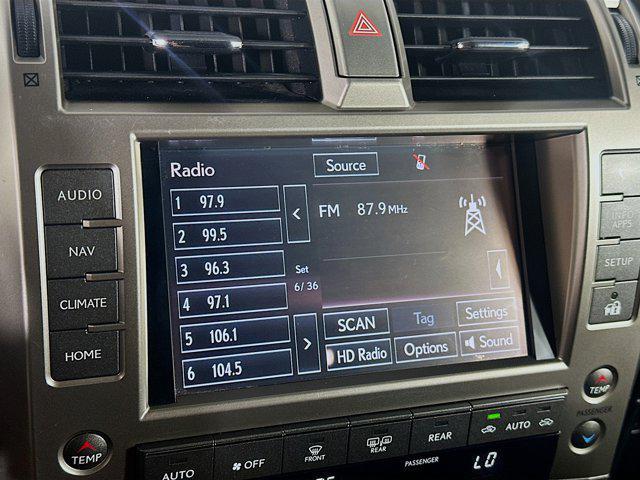 Radio
Source
1 97.9
2 99.5
3 96.3
4 97.1
5 106.1
6 104.5
<
Set
6/36
>
FM 87.9 MHz
SCAN
Tag
Settings
HD Radio
Options
Sound
AUDIO
NAV
CLIMATE
HOME
INFO
APPS
SETUP
TEMP
TEMP
PASSENGER
AUTO
OFF
FRONT
REAR
REAR
AUTO
PASSENGER
LO